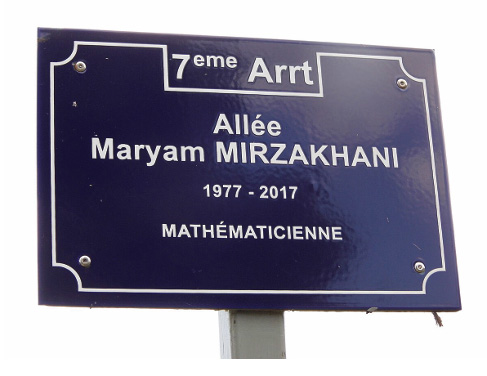 7eme Arrt
Allée
Maryam MIRZAKHANI
1977 - 2017
MATHÉMATICIENNE